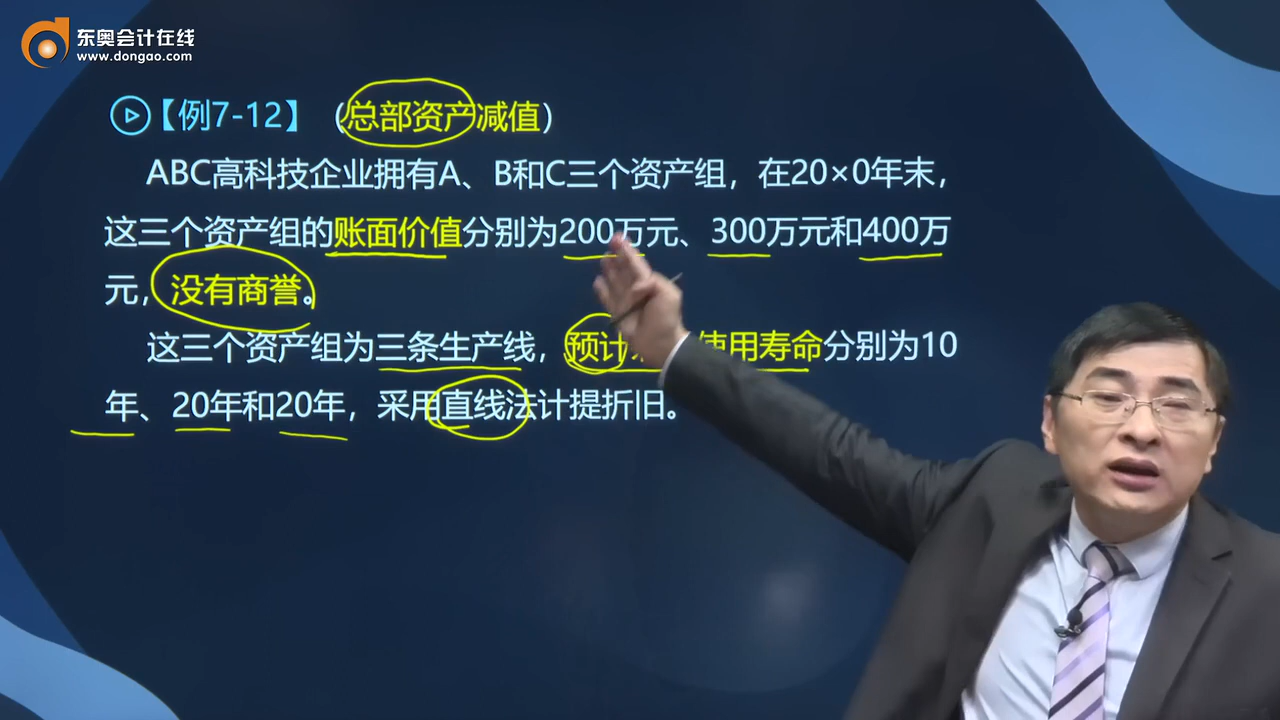 东奥会计在线
www.dongao.com
【例7-12】（总部资产减值）
ABC高科技企业拥有A、B和C三个资产组，在20×0年末，
这三个资产组的账面价值分别为200万元、300万元和400万
元，没有商誉。
这三个资产组为三条生产线，预计 使用寿命分别为10
年、20年和20年，采用直线法计提折旧。